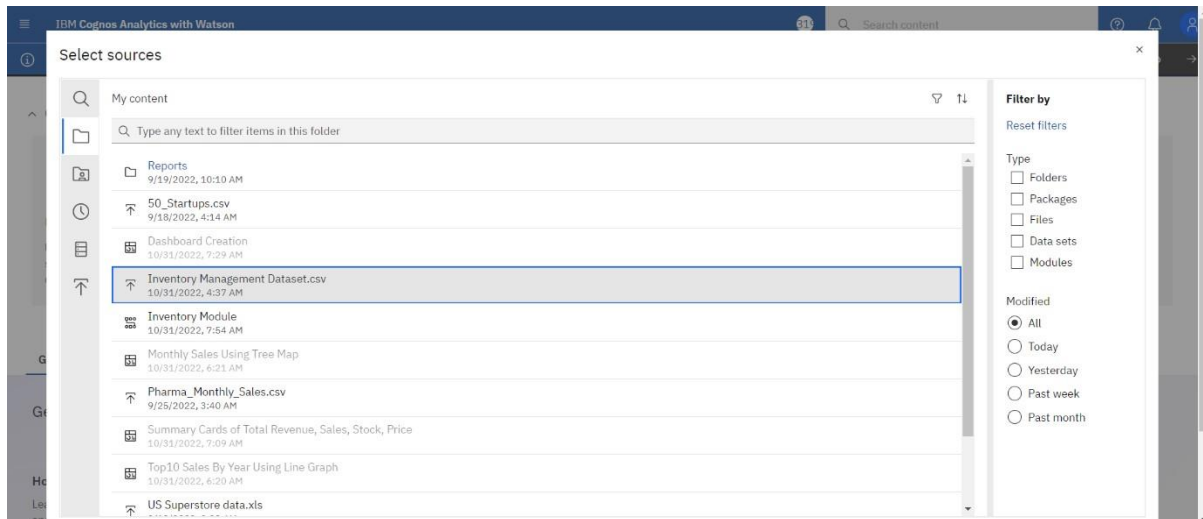 IBM Cognos Analytics with Watson
Search content
Select sources
My content
Type any text to filter items in this folder
Reports
9/19/2022, 10:10 AM
50_Startups.csv
9/18/2022, 4:14 AM
Dashboard Creation
10/31/2022, 7:29 AM
Inventory Management Dataset.csv
10/31/2022, 4:37 AM
Inventory Module
10/31/2022, 7:54 AM
Monthly Sales Using Tree Map
10/31/2022, 6:21 AM
Pharma_Monthly_Sales.csv
9/25/2022, 3:40 AM
Summary Cards of Total Revenue, Sales, Stock, Price
10/31/2022, 7:09 AM
Top10 Sales By Year Using Line Graph
10/31/2022, 6:20 AM
US Superstore data.xls
Filter by
Reset filters
Type
Folders
Packages
Files
Data sets
Modules
Modified
All
Today
Yesterday
Past week
Past month